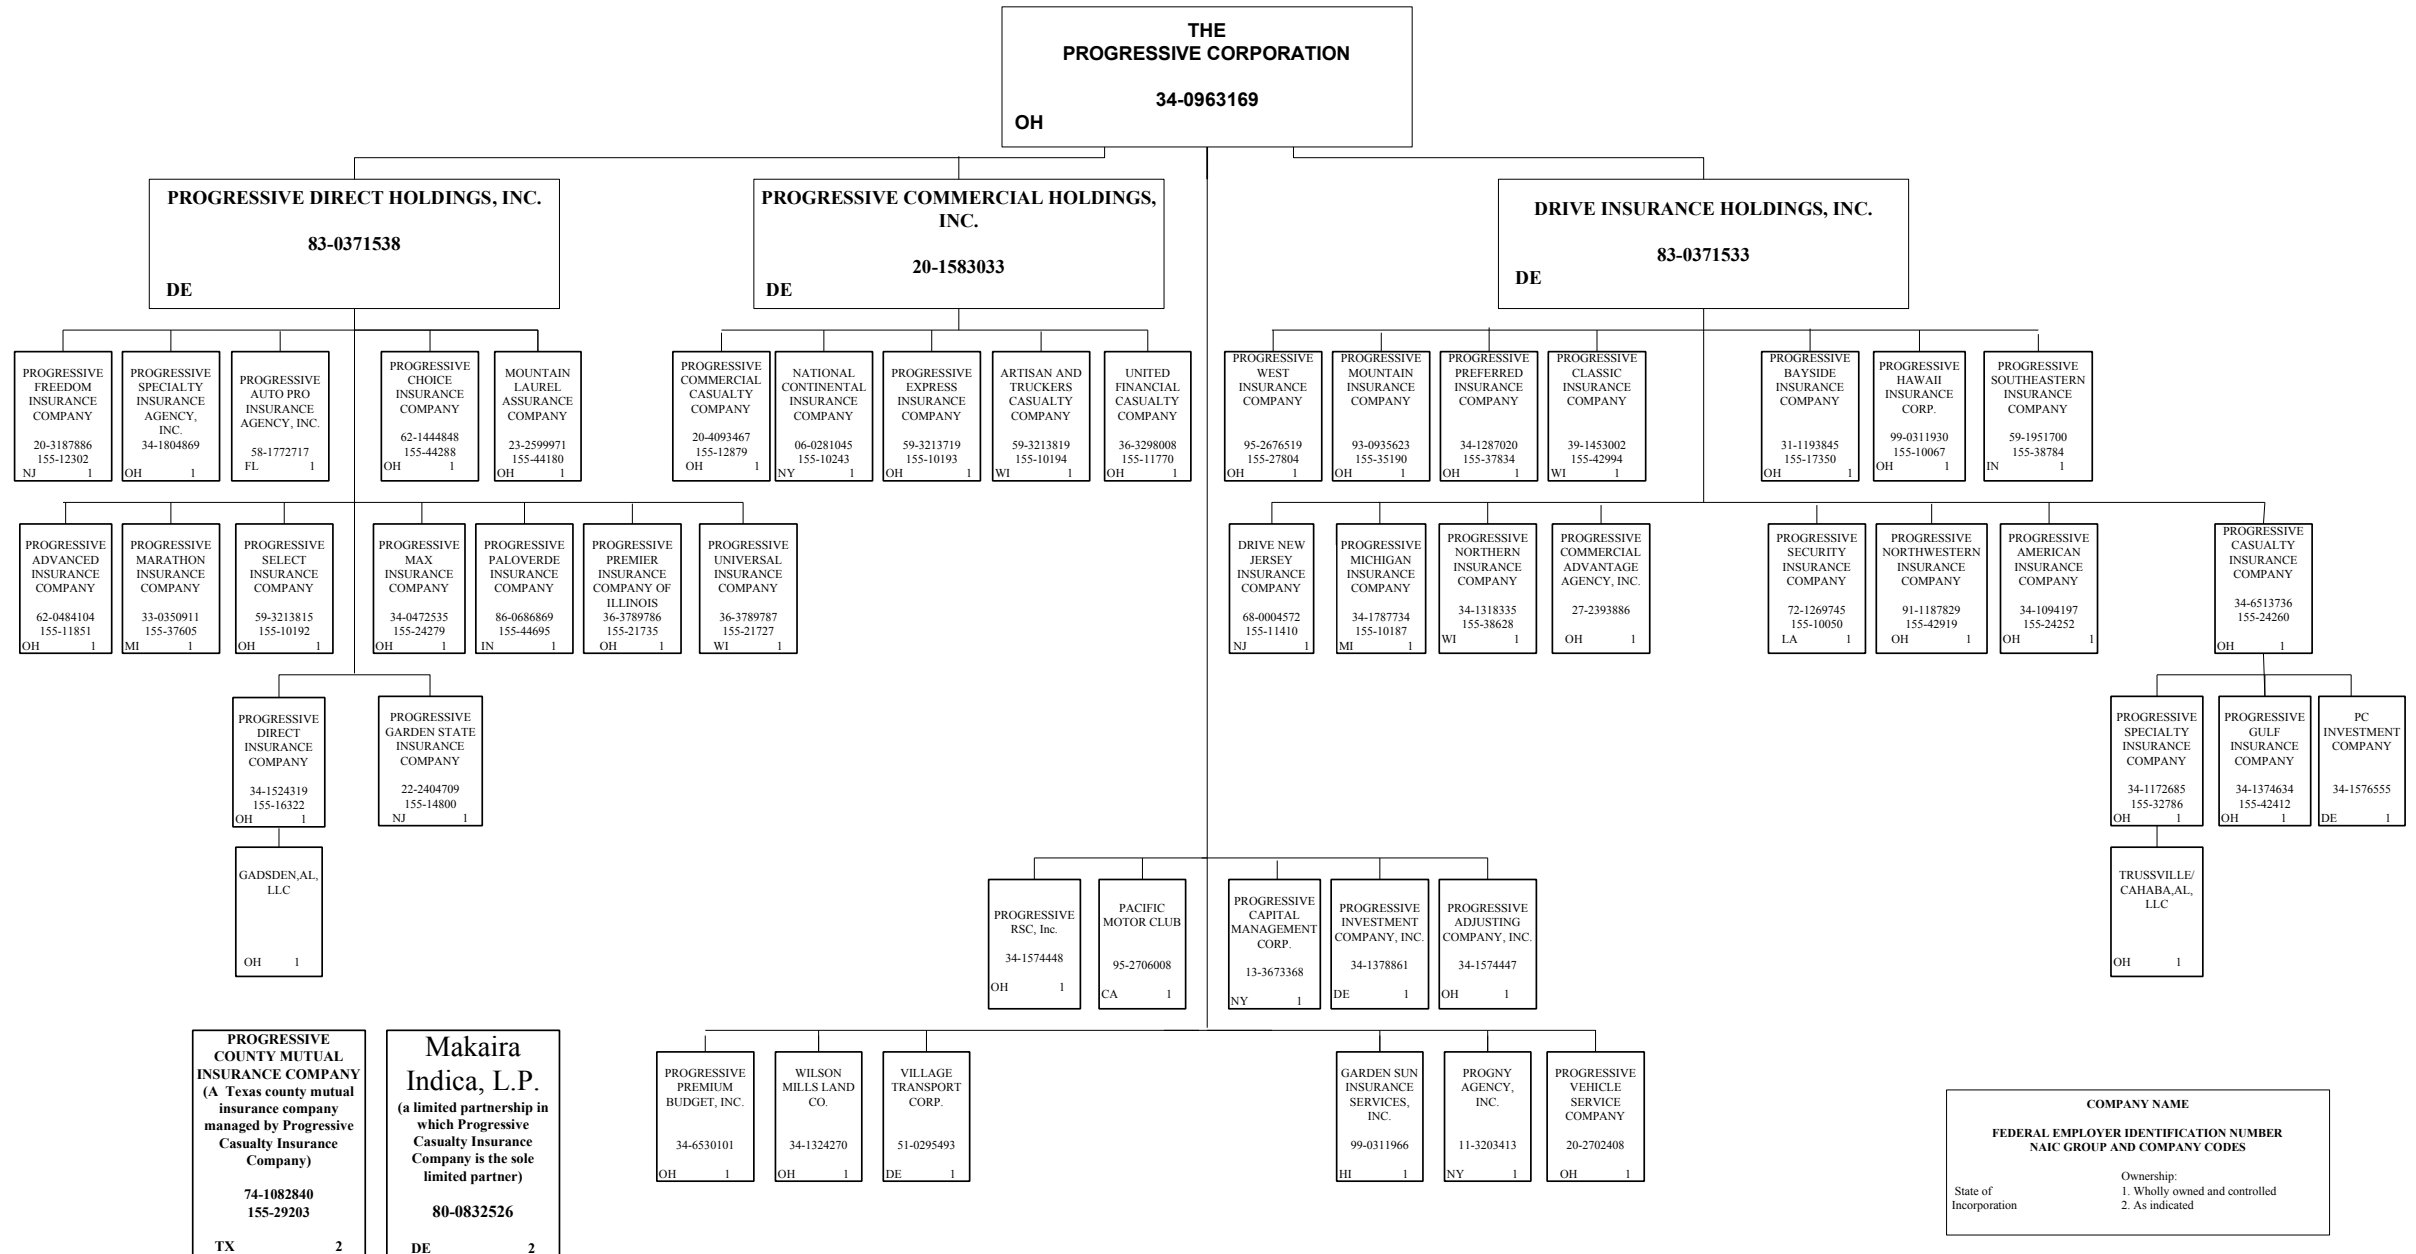 THE
PROGRESSIVE CORPORATION
34-0963169
OH
PROGRESSIVE DIRECT HOLDINGS, INC.
83-0371538
DE
PROGRESSIVE COMMERCIAL HOLDINGS,
INC.
20-1583033
DE
DRIVE INSURANCE HOLDINGS, INC.
83-0371533
DE
PROGRESSIVE
FREEDOM
INSURANCE
COMPANY
20-3187886
155-12302
NJ 1
PROGRESSIVE
SPECIALTY
INSURANCE
AGENCY,
INC.
34-1804869
OH 1
PROGRESSIVE
AUTO PRO
INSURANCE
AGENCY, INC.
58-1772717
FL 1
PROGRESSIVE
CHOICE
INSURANCE
COMPANY
62-1444848
155-44288
OH 1
MOUNTAIN
LAUREL
ASSURANCE
COMPANY
23-2599971
155-44180
OH 1
PROGRESSIVE
COMMERCIAL
CASUALTY
COMPANY
20-4093467
155-12879
OH 1
NATIONAL
CONTINENTAL
INSURANCE
COMPANY
06-0281045
155-10243
NY 1
PROGRESSIVE
EXPRESS
INSURANCE
COMPANY
59-3213719
155-10193
OH 1
ARTISAN AND
TRUCKERS
CASUALTY
COMPANY
59-3213819
155-10194
WI 1
UNITED
FINANCIAL
CASUALTY
COMPANY
36-3298008
155-11770
OH 1
PROGRESSIVE
WEST
INSURANCE
COMPANY
95-2676519
155-27804
OH 1
PROGRESSIVE
MOUNTAIN
INSURANCE
COMPANY
93-0935623
155-35190
OH 1
PROGRESSIVE
PREFERRED
INSURANCE
COMPANY
34-1287020
155-37834
OH 1
PROGRESSIVE
CLASSIC
INSURANCE
COMPANY
39-1453002
155-42994
WI 1
PROGRESSIVE
BAYSIDE
INSURANCE
COMPANY
31-1193845
155-17350
OH 1
PROGRESSIVE
HAWAII
INSURANCE
CORP.
99-0311930
155-10067
OH 1
PROGRESSIVE
SOUTHEASTERN
INSURANCE
COMPANY
59-1951700
155-38784
IN 1
PROGRESSIVE
ADVANCED
INSURANCE
COMPANY
62-0484104
155-11851
OH 1
PROGRESSIVE
MARATHON
INSURANCE
COMPANY
33-0350911
155-37605
MI 1
PROGRESSIVE
SELECT
INSURANCE
COMPANY
59-3213815
155-10192
OH 1
PROGRESSIVE
MAX
INSURANCE
COMPANY
34-0472535
155-24279
OH 1
PROGRESSIVE
PALOVERDE
INSURANCE
COMPANY
86-0686869
155-44695
IN 1
PROGRESSIVE
PREMIER
INSURANCE
COMPANY OF
ILLINOIS
36-3789786
155-21735
OH 1
PROGRESSIVE
UNIVERSAL
INSURANCE
COMPANY
36-3789787
155-21727
WI 1
DRIVE NEW
JERSEY
INSURANCE
COMPANY
68-0004572
155-11410
NJ 1
PROGRESSIVE
MICHIGAN
INSURANCE
COMPANY
34-1787734
155-10187
MI 1
PROGRESSIVE
NORTHERN
INSURANCE
COMPANY
34-1318335
155-38628
WI 1
PROGRESSIVE
COMMERCIAL
ADVANTAGE
AGENCY, INC.
27-2393886
OH 1
PROGRESSIVE
SECURITY
INSURANCE
COMPANY
72-1269745
155-10050
LA 1
PROGRESSIVE
NORTHWESTERN
INSURANCE
COMPANY
91-1187829
155-42919
OH 1
PROGRESSIVE
AMERICAN
INSURANCE
COMPANY
34-1094197
155-24252
OH 1
PROGRESSIVE
CASUALTY
INSURANCE
COMPANY
34-6513736
155-24260
OH 1
PROGRESSIVE
DIRECT
INSURANCE
COMPANY
34-1524319
155-16322
OH 1
PROGRESSIVE
GARDEN STATE
INSURANCE
COMPANY
22-2404709
155-14800
NJ 1
PROGRESSIVE
SPECIALTY
INSURANCE
COMPANY
34-1172685
155-32786
OH 1
PROGRESSIVE
GULF
INSURANCE
COMPANY
34-1374634
155-42412
OH 1
PC
INVESTMENT
COMPANY
34-1576555
DE 1
GADSDEN,AL,
LLC
OH 1
PROGRESSIVE
RSC, Inc.
34-1574448
OH 1
PACIFIC
MOTOR CLUB
95-2706008
CA 1
PROGRESSIVE
CAPITAL
MANAGEMENT
CORP.
13-3673368
NY 1
PROGRESSIVE
INVESTMENT
COMPANY, INC.
34-1378861
DE 1
PROGRESSIVE
ADJUSTING
COMPANY, INC.
34-1574447
OH 1
TRUSSVILLE/
CAHABA,AL,
LLC
OH 1
PROGRESSIVE
COUNTY MUTUAL
INSURANCE COMPANY
(A Texas county mutual
insurance company
managed by Progressive
Casualty Insurance
Company)
74-1082840
155-29203
TX 2
Makaira
Indica, L.P.
(a limited partnership in
which Progressive
Casualty Insurance
Company is the sole
limited partner)
80-0832526
DE 2
PROGRESSIVE
PREMIUM
BUDGET, INC.
34-6530101
OH 1
WILSON
MILLS LAND
CO.
34-1324270
OH 1
VILLAGE
TRANSPORT
CORP.
51-0295493
DE 1
GARDEN SUN
INSURANCE
SERVICES,
INC.
99-0311966
HI 1
PROGNY
AGENCY,
INC.
11-3203413
NY 1
PROGRESSIVE
VEHICLE
SERVICE
COMPANY
20-2702408
OH 1
COMPANY NAME
FEDERAL EMPLOYER IDENTIFICATION NUMBER
NAIC GROUP AND COMPANY CODES
Ownership:
State of 1. Wholly owned and controlled
Incorporation 2. As indicated